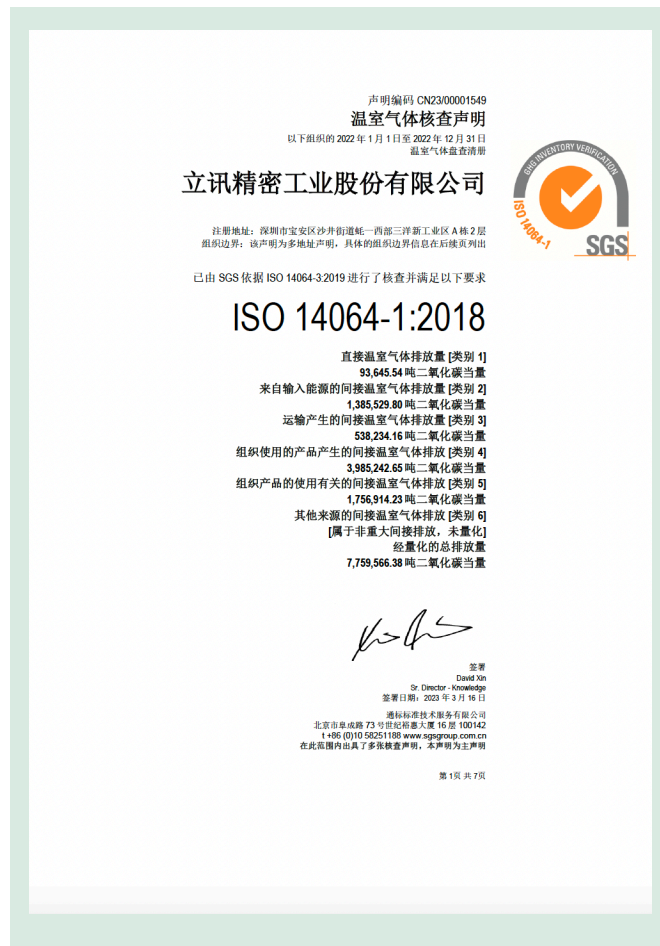 声明编码 CN23/00001549
温室气体核查声明
以下组织的 2022 年 1 月 1 日至 2022 年 12 月 31 日
温室气体盘查清册
立讯精密工业股份有限公司
GHG INVENTORY VERIFICATION
ISO 14064-1
SGS
注册地址：深圳市宝安区沙井街道蚝一西部三洋新工业区 A 栋 2 层
组织边界：该声明为多地址声明，具体的组织边界信息在后续页列出
已由 SGS 依据 ISO 14064-3:2019 进行了核查并满足以下要求
ISO 14064-1:2018
直接温室气体排放量 [类别 1]
93,645.54 吨二氧化碳当量
来自输入能源的间接温室气体排放量 [类别 2]
1,385,529.80 吨二氧化碳当量
运输产生的间接温室气体排放量 [类别 3]
538,234.16 吨二氧化碳当量
组织使用的产品产生的间接温室气体排放 [类别 4]
3,985,242.65 吨二氧化碳当量
组织产品的使用有关的间接温室气体排放 [类别 5]
1,756,914.23 吨二氧化碳当量
其他来源的间接温室气体排放 [类别 6]
[属于非重大间接排放，未量化]
经量化的总排放量
7,759,566.38 吨二氧化碳当量
签署
David Xin
Sr. Director - Knowledge
签署日期：2023 年 3 月 16 日
通标标准技术服务有限公司
北京市阜成路 73 号世纪裕惠大厦 16 层 100142
t +86 (0)10 58251188 www.sgsgroup.com.cn
在此范围内出具了多张核查声明，本声明为主声明
第 1页 共 7页